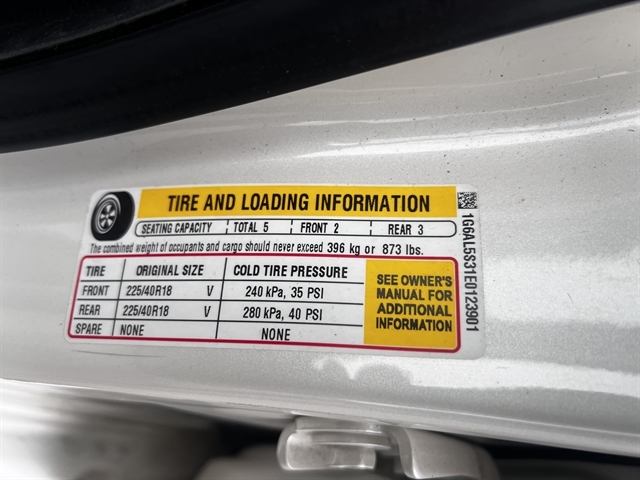 TIRE AND LOADING INFORMATION
SEATING CAPACITY TOTAL 5 FRONT 2 REAR 3
The combined weight of occupants and cargo should never exceed 396 kg or 873 lbs.
TIRE ORIGINAL SIZE COLD TIRE PRESSURE
FRONT 225/40R18 V 240 kPa, 35 PSI
REAR 225/40R18 V 280 kPa, 40 PSI
SPARE NONE NONE
SEE OWNER'S
MANUAL FOR
ADDITIONAL
INFORMATION
1G6AL5S31E0123901